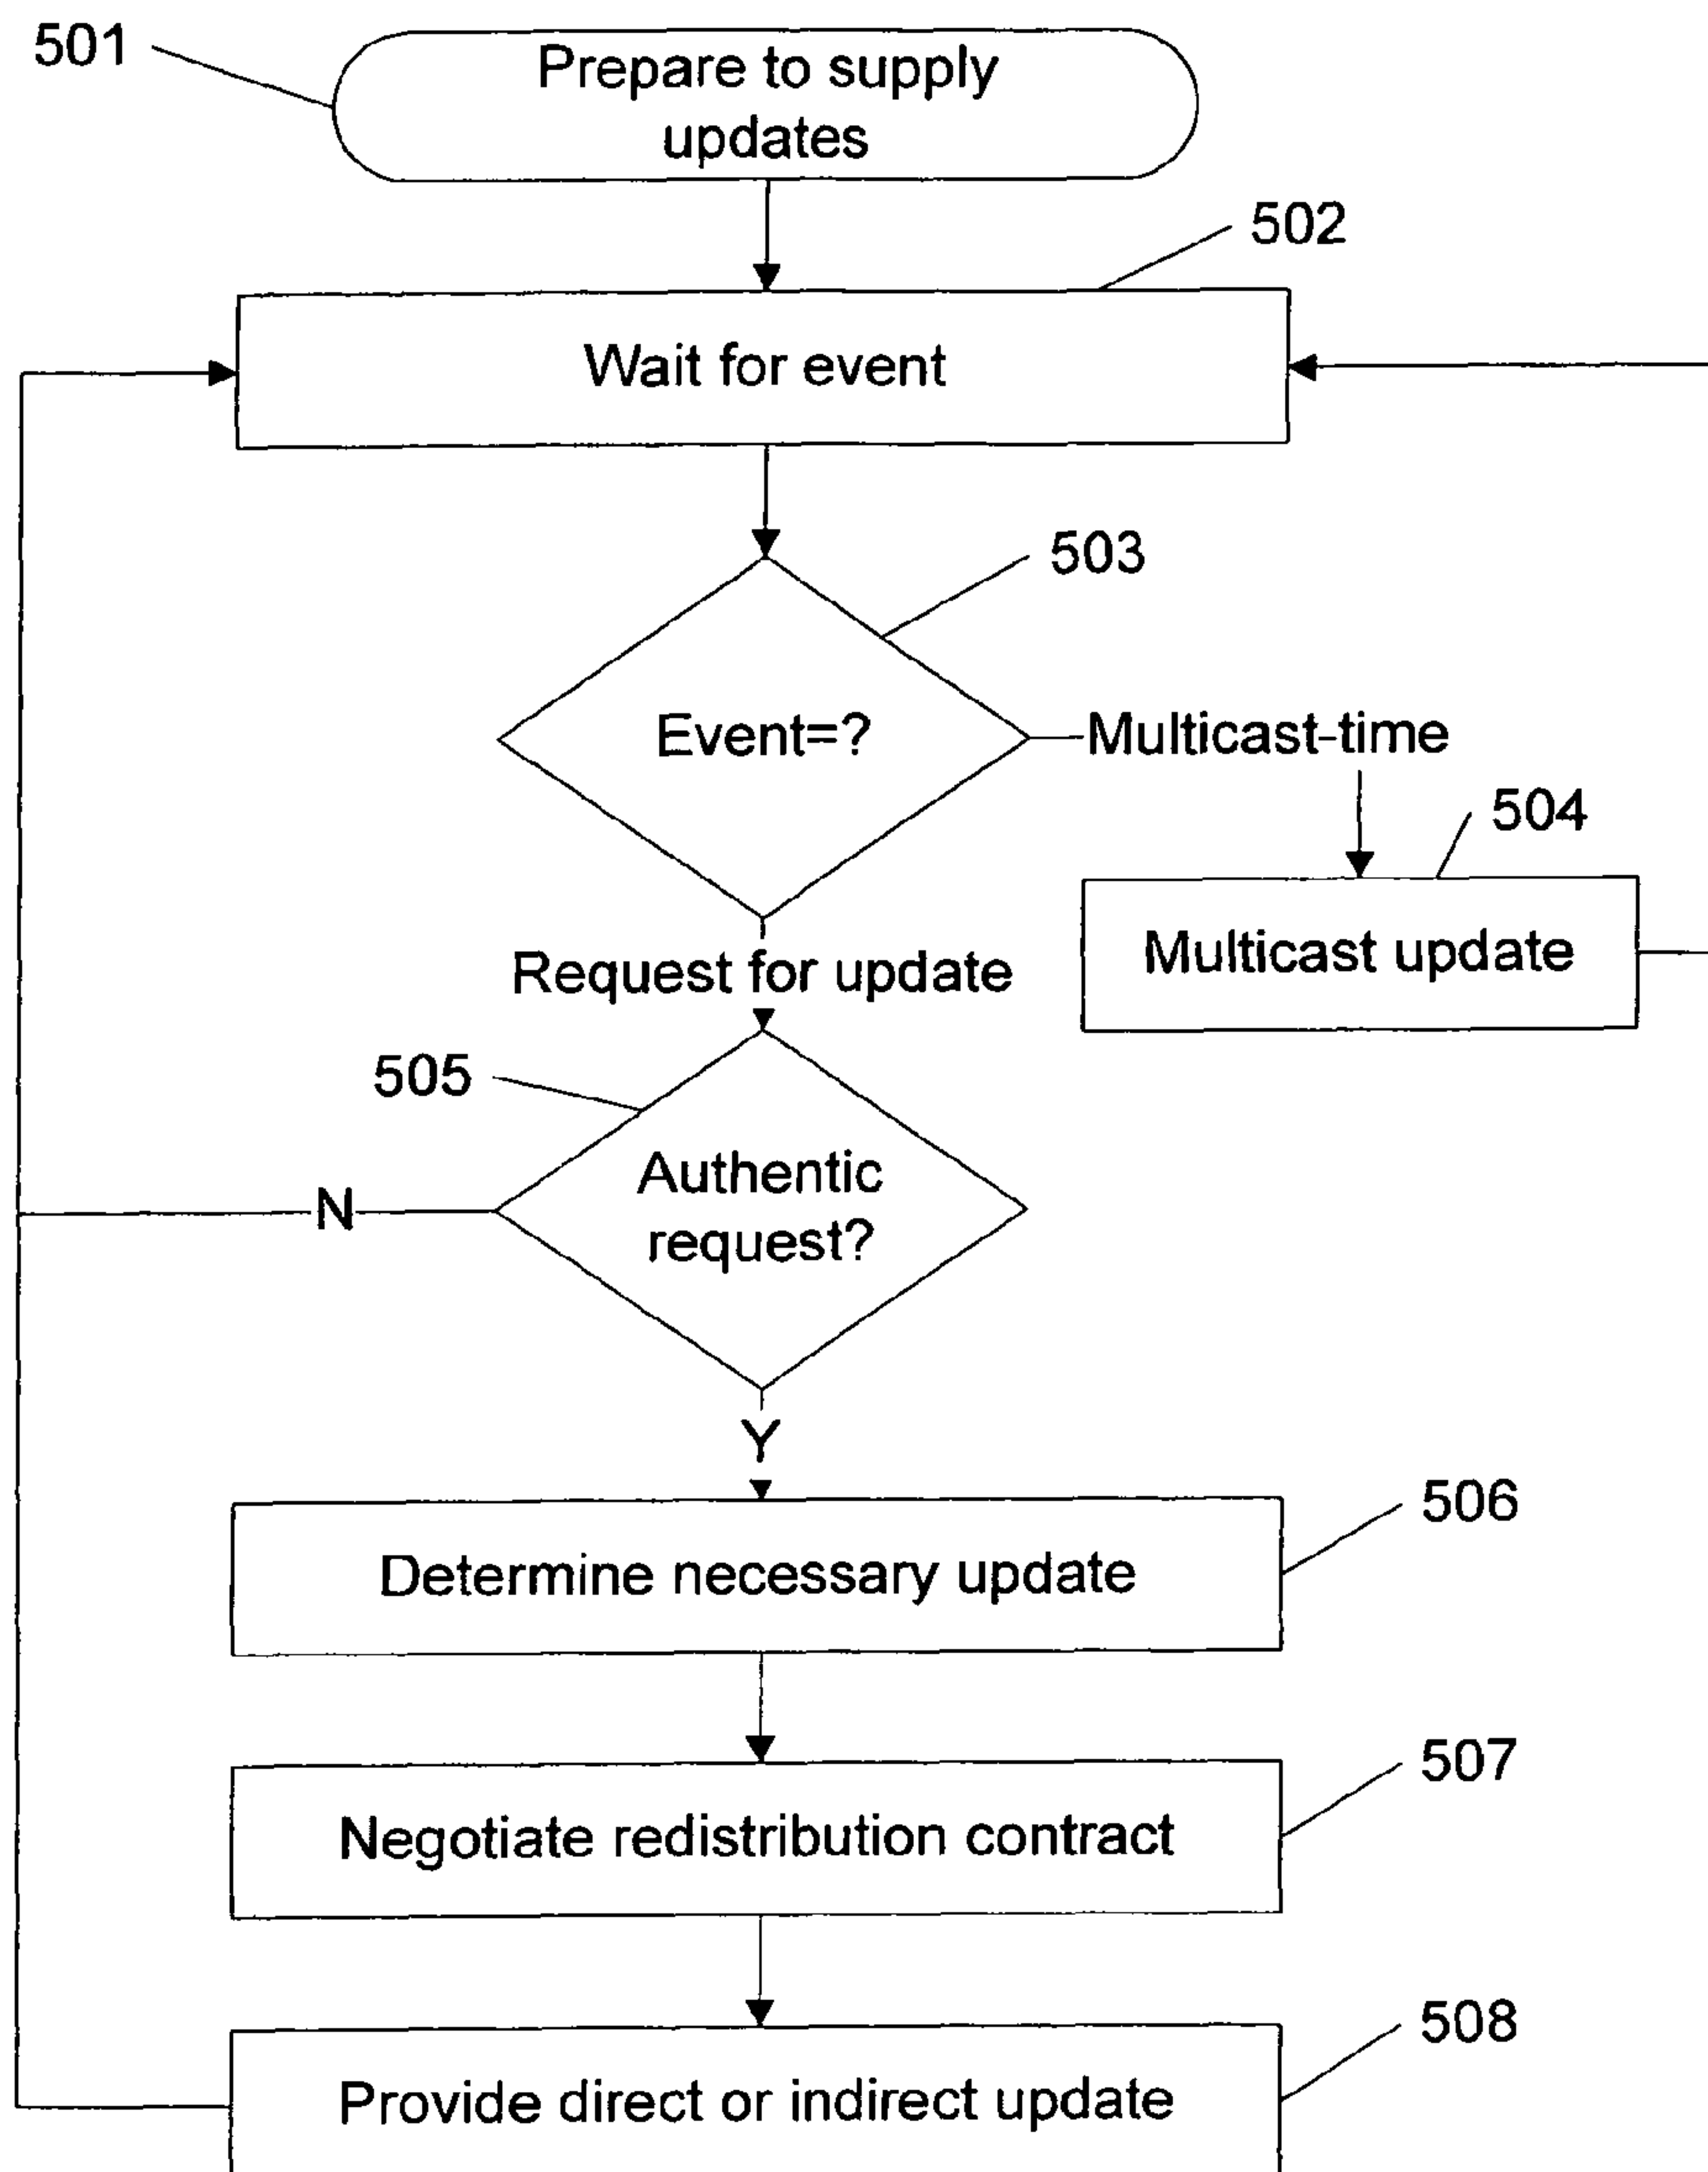 501
Prepare to supply
updates
502
Wait for event
503
Event=?
Multicast-time
504
Multicast update
Request for update
505
Authentic
request?
N
Y
506
Determine necessary update
507
Negotiate redistribution contract
508
Provide direct or indirect update